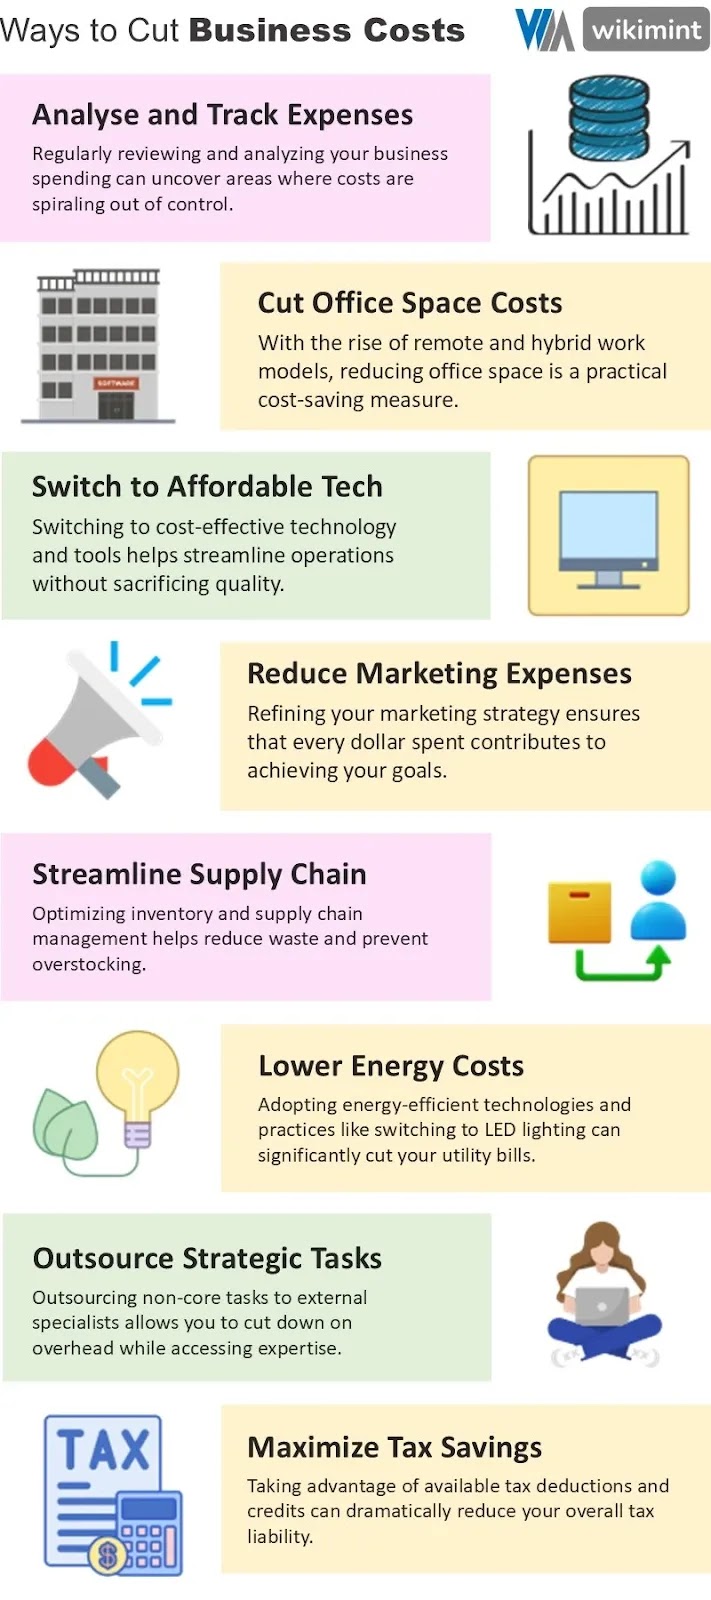 Ways to Cut Business Costs
WA wikimint
Analyse and Track Expenses
Regularly reviewing and analyzing your business
spending can uncover areas where costs are
spiraling out of control.
SOFTWARE
Cut Office Space Costs
With the rise of remote and hybrid work
models, reducing office space is a practical
cost-saving measure.
Switch to Affordable Tech
Switching to cost-effective technology
and tools helps streamline operations
without sacrificing quality.
Reduce Marketing Expenses
Refining your marketing strategy ensures
that every dollar spent contributes to
achieving your goals.
Streamline Supply Chain
Optimizing inventory and supply chain
management helps reduce waste and prevent
overstocking.
Lower Energy Costs
Adopting energy-efficient technologies and
practices like switching to LED lighting can
significantly cut your utility bills.
Outsource Strategic Tasks
Outsourcing non-core tasks to external
specialists allows you to cut down on
overhead while accessing expertise.
TAX
$
Maximize Tax Savings
Taking advantage of available tax deductions and
credits can dramatically reduce your overall tax
liability.